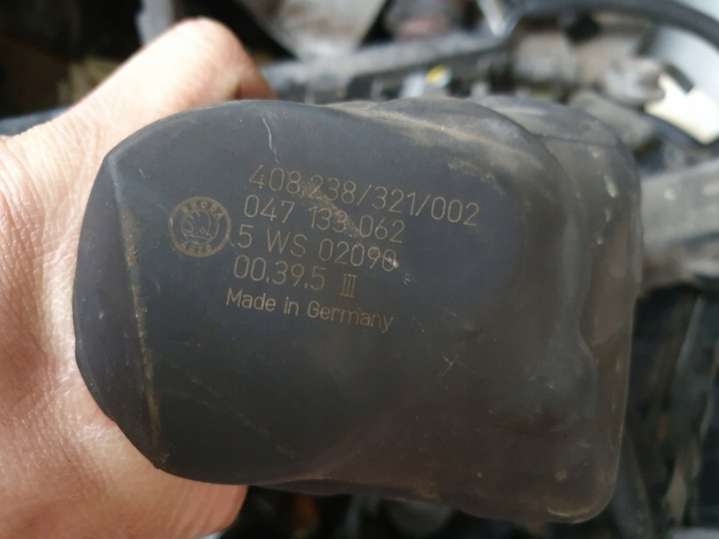 408.238/321/002
047 133 062
5 WS 02090
00.39.5 III
Made in Germany